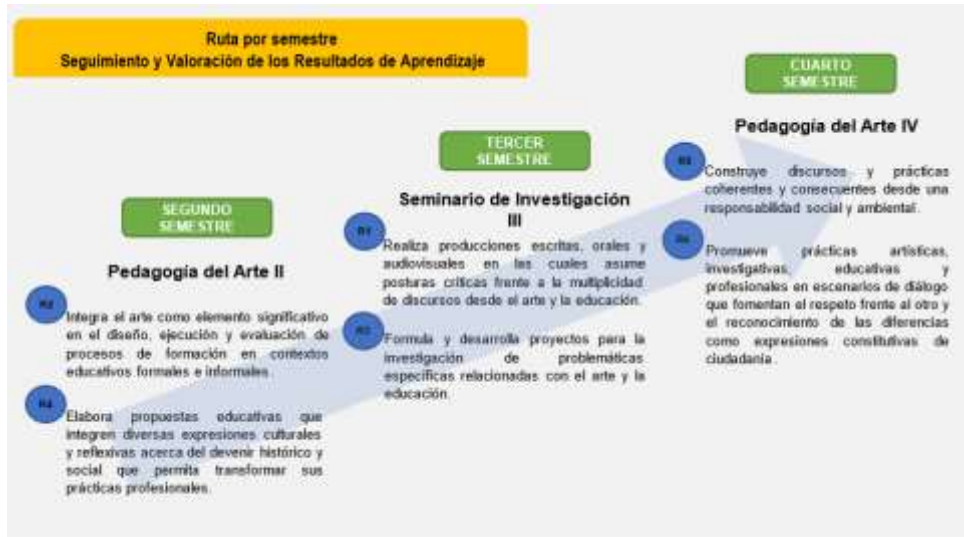 Ruta por semestre
Seguimiento y Valoración de los Resultados de Aprendizaje
SEGUNDO
SEMESTRE
Pedagogía del Arte II
R2
Integra el arte como elemento significativo
en el diseño, ejecución y evaluación de
procesos de formación en contextos
educativos formales e informales.
R4
Elabora propuestas educativas que
integren diversas expresiones culturales
y reflexivas acerca del devenir histórico y
social que permita transformar sus
prácticas profesionales.
TERCER
SEMESTRE
Seminario de Investigación
III
Realiza producciones escritas, orales y
audiovisuales en las cuales asume
posturas críticas frente a la multiplicidad
de discursos desde el arte y la educación.
Formula y desarrolla proyectos para la
investigación de problemáticas
específicas relacionadas con el arte y la
educación.
CUARTO
SEMESTRE
Pedagogía del Arte IV
Construye discursos y prácticas
coherentes y consecuentes desde una
responsabilidad social y ambiental.
Promueve prácticas artísticas,
investigativas, educativas y
profesionales en escenarios de diálogo
que fomentan el respeto frente al otro y
el reconocimiento de las diferencias
como expresiones constitutivas de
ciudadanía.